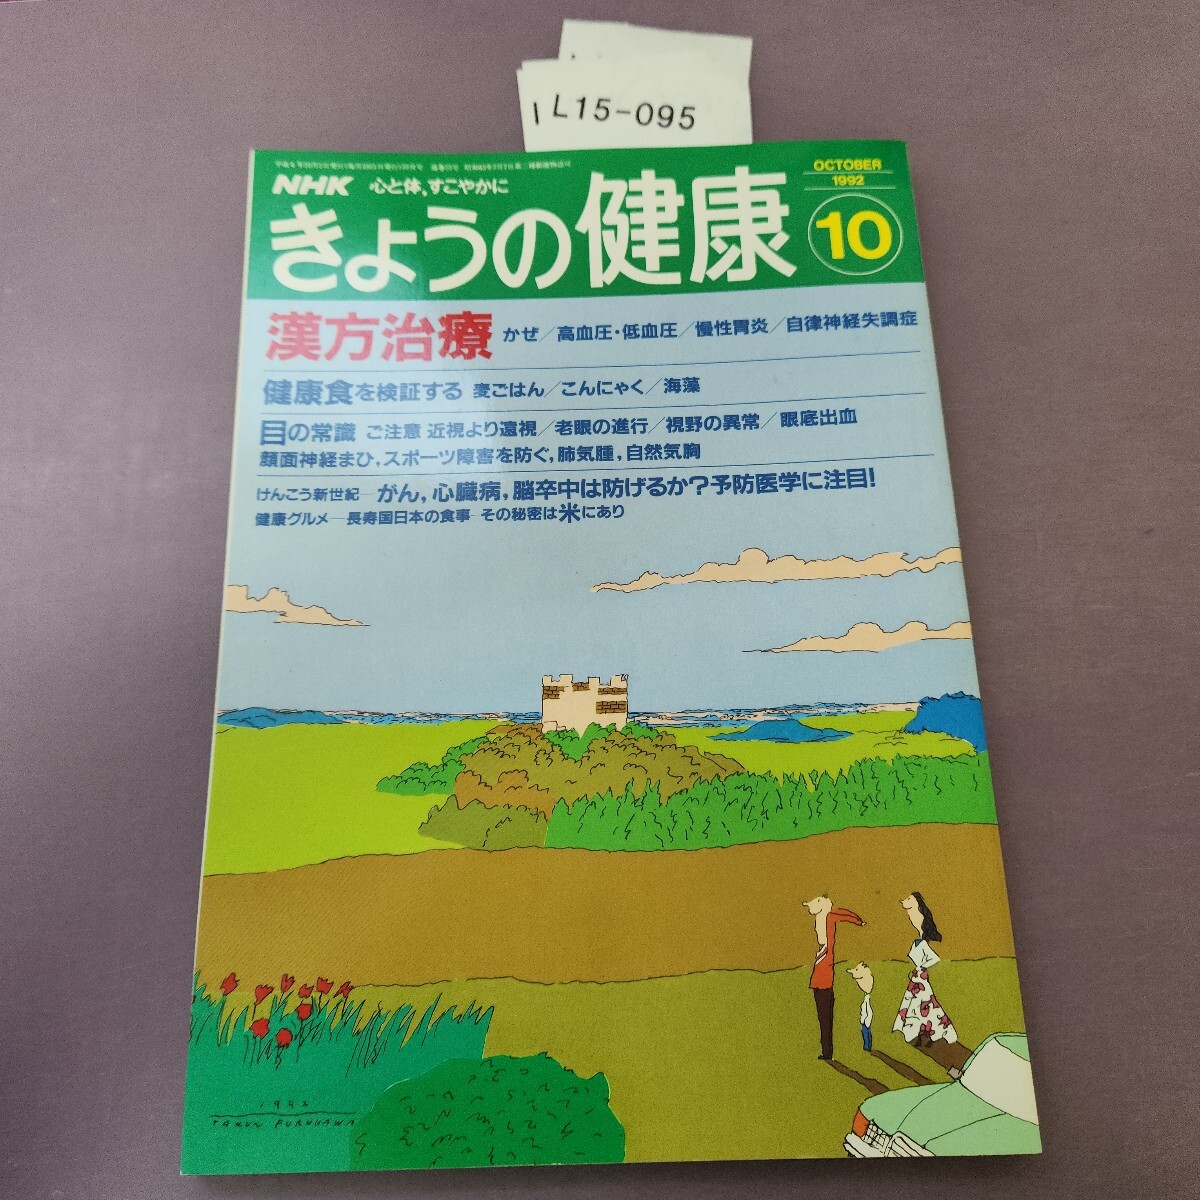 L15-095
OCTOBER
1992
10
NHK 心と体,すこやかに
きょうの健康
漢方治療 かぜ/高血圧・低血圧/慢性胃炎/自律神経失調症
健康食を検証する 麦ごはん/こんにゃく/海藻
目の常識 ご注意 近視より遠視/老眼の進行/視野の異常/眼底出血
顔面神経まひ,スポーツ障害を防ぐ,肺気腫,自然気胸
けんこう新世紀—がん,心臓病,脳卒中は防げるか?予防医学に注目!
健康グルメ—長寿国日本の食事—その秘密は米にあり
1992
TAKU FURUKAWA